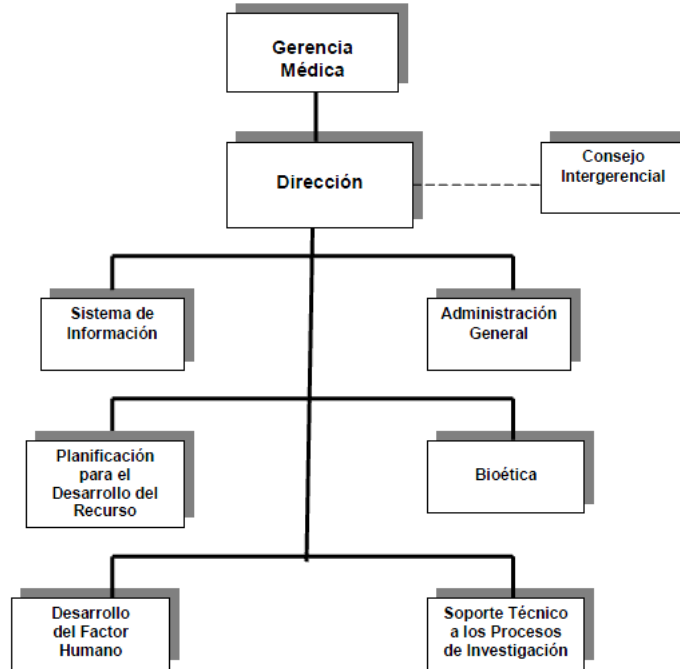 Gerencia
Médica
Dirección
Consejo
Intergerencial
Sistema de
Información
Administración
General
Planificación
para el
Desarrollo del
Recurso
Bioética
Desarrollo
del Factor
Humano
Soporte Técnico
a los Procesos
de Investigación